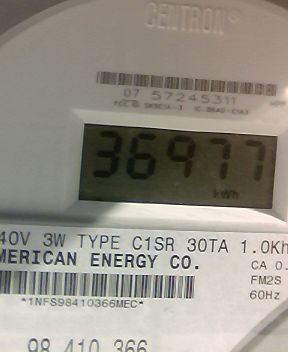 CENTRON®
07 57245311
36977
kWh
40V 3W TYPE C1SR 30TA 1.0Kh
MERICAN ENERGY CO.
CA 0.
FM2S
*1NFS98410366MEC*
60Hz
98 410 366